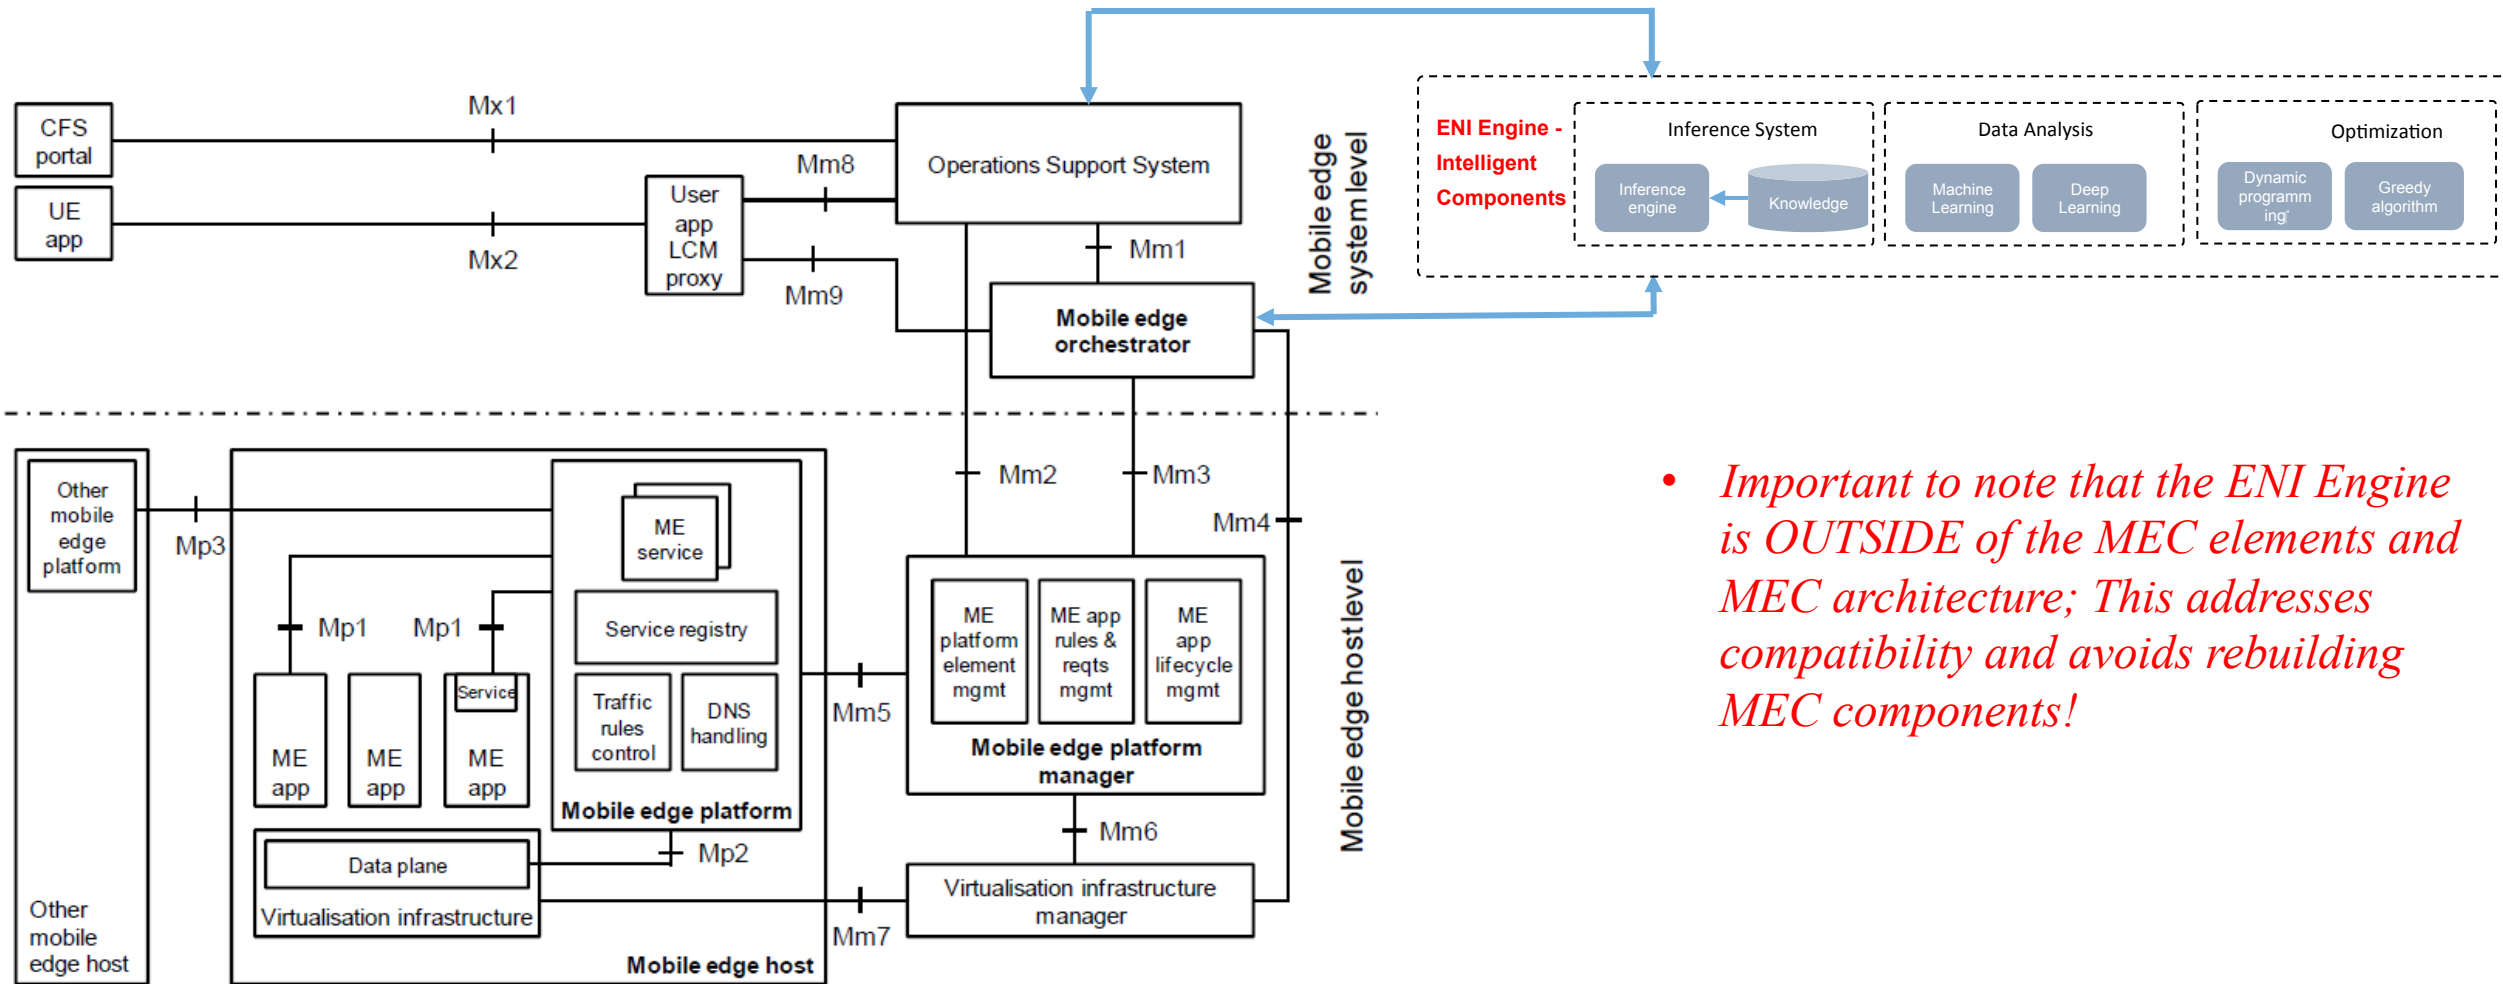 CFS
portal
UE
app
Mx1
Mx2
User
app
LCM
proxy
Mm8
Mm9
Operations Support System
Mm1
Mobile edge
orchestrator
Mobile edge
system level
ENI Engine -
Intelligent
Components
Inference System
Inference
engine
Knowledge
Data Analysis
Machine
Learning
Deep
Learning
Optimization
Dynamic
programm
ing
Greedy
algorithm
Other
mobile
edge
platform
Other
mobile
edge host
Mp3
Mp1
Mp1
ME
app
ME
app
Service
ME
app
ME
service
Service registry
Traffic
rules
control
DNS
handling
Mobile edge platform
Mp2
Data plane
Virtualisation infrastructure
Mobile edge host
Mm2
Mm3
Mm4
Mm5
ME
platform
element
mgmt
ME app
rules &
reqts
mgmt
ME
app
lifecycle
mgmt
Mobile edge platform
manager
Mm6
Virtualisation infrastructure
manager
Mm7
Mobile edge host level
• Important to note that the ENI Engine
is OUTSIDE of the MEC elements and
MEC architecture; This addresses
compatibility and avoids rebuilding
MEC components!